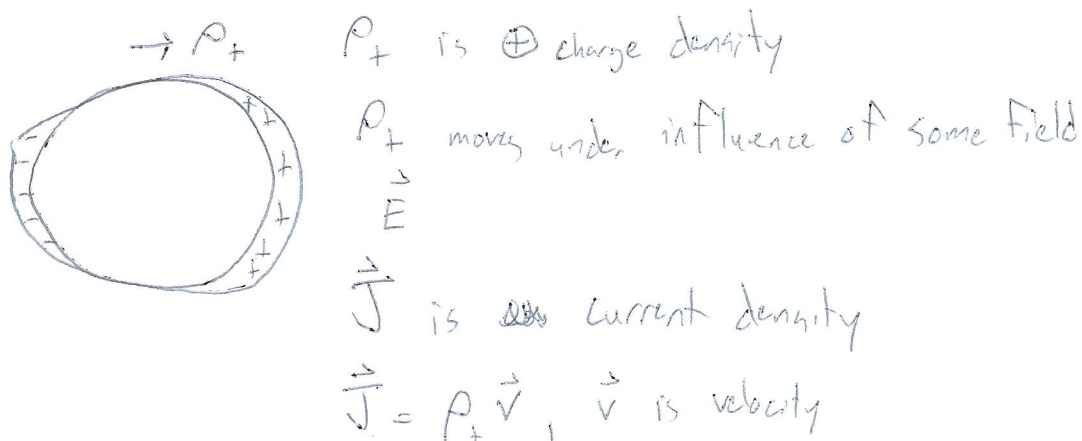 → ρ₊
ρ₊ is ⊕ charge density
ρ₊ moves under influence of some field
E⃗
J⃗ is current density
J⃗ = ρ₊ v⃗, v⃗ is velocity